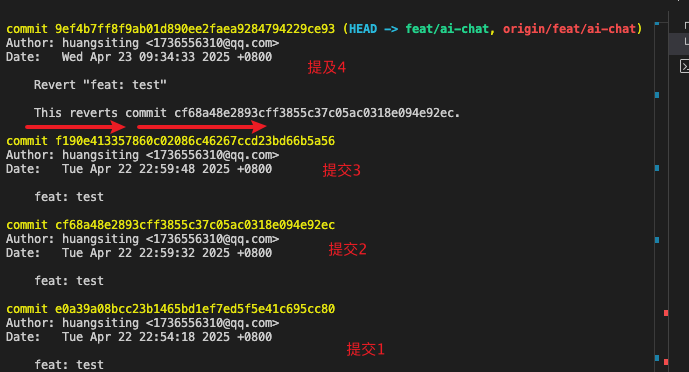 commit 9ef4b7ff8f9ab01d890ee2faea9284794229ce93 (HEAD -> feat/ai-chat, origin/feat/ai-chat)
Author: huangsiting <1736556310@qq.com>
Date:   Wed Apr 23 09:34:33 2025 +0800
提及4
Revert "feat: test"
This reverts commit cf68a48e2893cff3855c37c05ac0318e094e92ec.
commit f190e413357860c02086c46267ccd23bd66b5a56
Author: huangsiting <1736556310@qq.com>
Date:   Tue Apr 22 22:59:48 2025 +0800
提交3
feat: test
commit cf68a48e2893cff3855c37c05ac0318e094e92ec
Author: huangsiting <1736556310@qq.com>
Date:   Tue Apr 22 22:59:32 2025 +0800
提交2
feat: test
commit e0a39a08bcc23b1465bd1ef7ed5f5e41c695cc80
Author: huangsiting <1736556310@qq.com>
Date:   Tue Apr 22 22:54:18 2025 +0800
提交1
feat: test